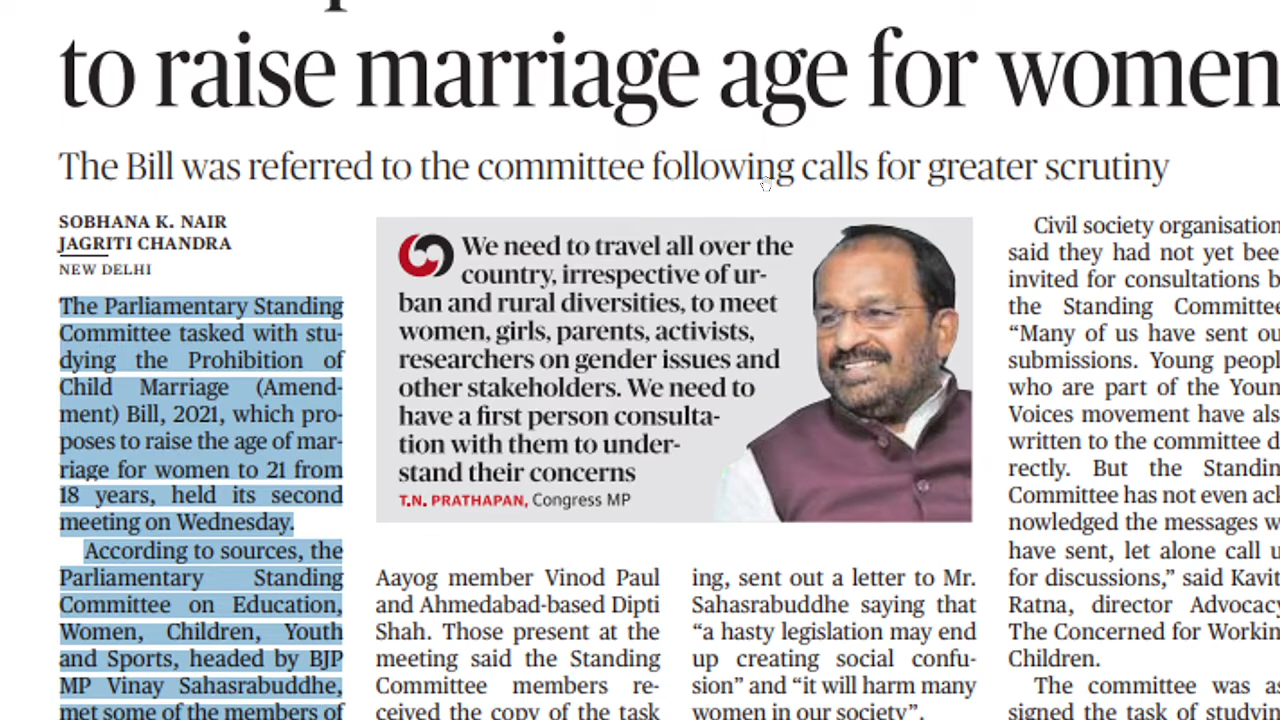 to raise marriage age for women
The Bill was referred to the committee following calls for greater scrutiny
SOBHANA K. NAIR
JAGRITI CHANDRA
NEW DELHI
The Parliamentary Standing
Committee tasked with stu-
dying the Prohibition of
Child Marriage (Amend-
ment) Bill, 2021, which pro-
poses to raise the age of mar-
riage for women to 21 from
18 years, held its second
meeting on Wednesday.
According to sources, the
Parliamentary Standing
Committee on Education,
Women, Children, Youth
and Sports, headed by BJP
MP Vinay Sahasrabuddhe,
met some of the members of
We need to travel all over the
country, irrespective of ur-
ban and rural diversities, to meet
women, girls, parents, activists,
researchers on gender issues and
other stakeholders. We need to
have a first person consulta-
tion with them to under-
stand their concerns
T.N. PRATHAPAN, Congress MP
Aayog member Vinod Paul
and Ahmedabad-based Dipti
Shah. Those present at the
meeting said the Standing
Committee members re-
ceived the copy of the task
ing, sent out a letter to Mr.
Sahasrabuddhe saying that
“a hasty legislation may end
up creating social confu-
sion” and “it will harm many
women in our society”.
Civil society organisation
said they had not yet bee
invited for consultations b
the Standing Committe
“Many of us have sent ou
submissions. Young peopl
who are part of the Youn
Voices movement have als
written to the committee d
rectly. But the Standin
Committee has not even ack
nowledged the messages w
have sent, let alone call u
for discussions,” said Kavit
Ratna, director Advocacy
The Concerned for Workin
Children.
The committee was as
signed the task of studyin